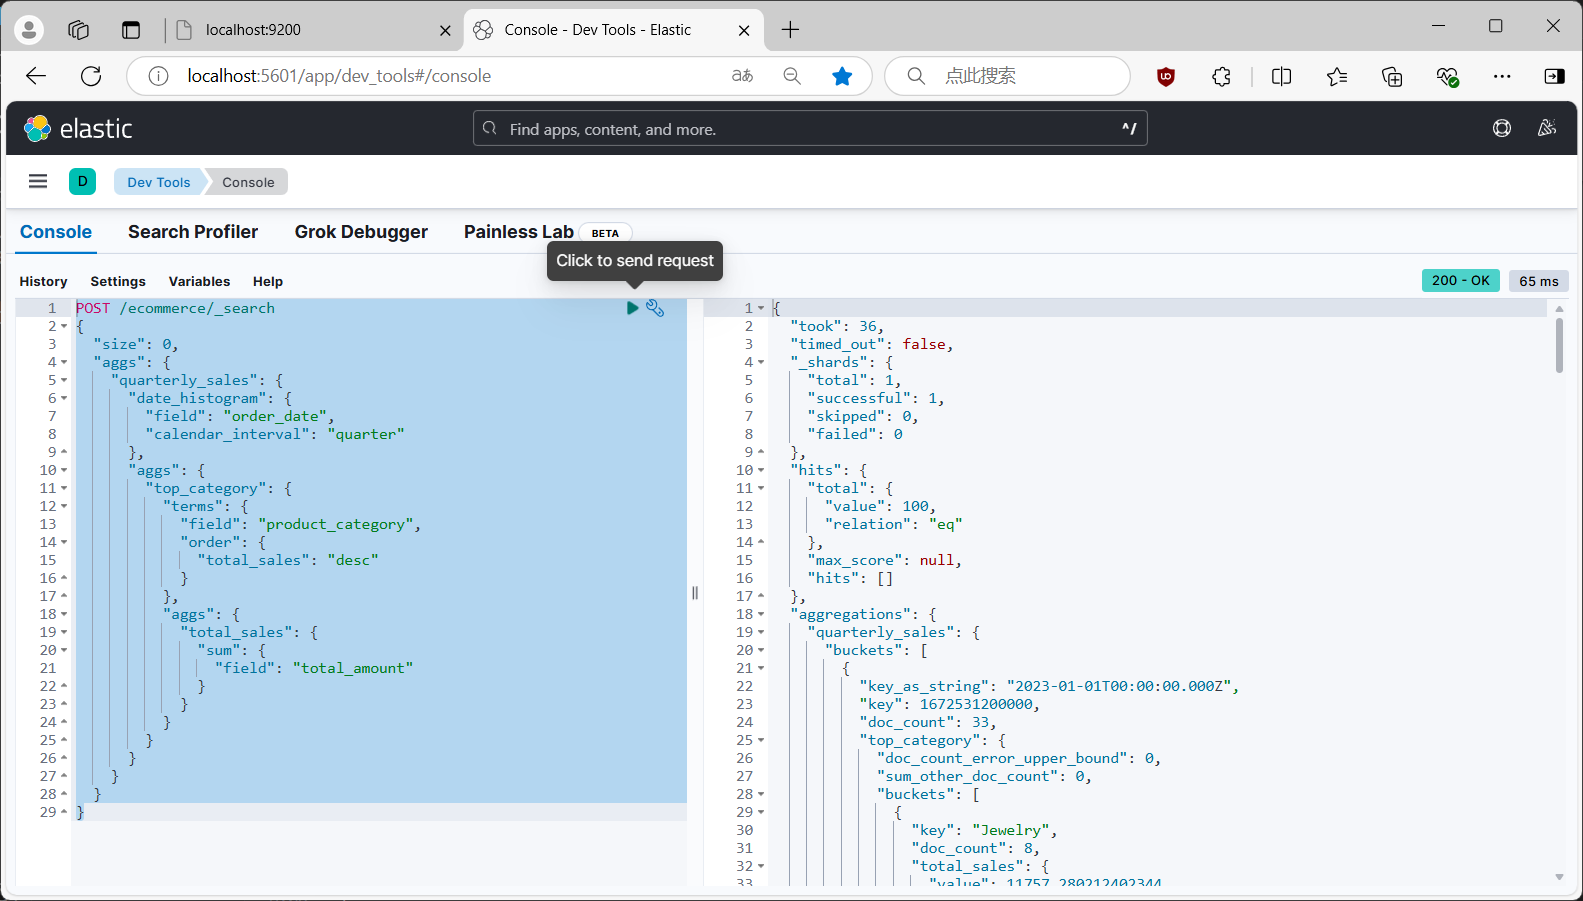 localhost:9200
Console - Dev Tools - Elastic
localhost:5601/app/dev_tools#/console
aあ
点此搜索
elastic
Find apps, content, and more.
^/
D
Dev Tools
Console
Console
Search Profiler
Grok Debugger
Painless Lab
BETA
Click to send request
History
Settings
Variables
Help
200 - OK
65 ms
1 POST /ecommerce/_search
2 {
3 "size": 0,
4 "aggs": {
5 "quarterly_sales": {
6 "date_histogram": {
7 "field": "order_date",
8 "calendar_interval": "quarter"
9 },
10 "aggs": {
11 "top_category": {
12 "terms": {
13 "field": "product_category",
14 "order": {
15 "total_sales": "desc"
16 }
17 },
18 "aggs": {
19 "total_sales": {
20 "sum": {
21 "field": "total_amount"
22 }
23 }
24 }
25 }
26 }
27 }
28 }
29 }
1 {
2 "took": 36,
3 "timed_out": false,
4 "_shards": {
5 "total": 1,
6 "successful": 1,
7 "skipped": 0,
8 "failed": 0
9 },
10 "hits": {
11 "total": {
12 "value": 100,
13 "relation": "eq"
14 },
15 "max_score": null,
16 "hits": []
17 },
18 "aggregations": {
19 "quarterly_sales": {
20 "buckets": [
21 {
22 "key_as_string": "2023-01-01T00:00:00.000Z",
23 "key": 1672531200000,
24 "doc_count": 33,
25 "top_category": {
26 "doc_count_error_upper_bound": 0,
27 "sum_other_doc_count": 0,
28 "buckets": [
29 {
30 "key": "Jewelry",
31 "doc_count": 8,
32 "total_sales": {
33 "value": 11757.280212402344